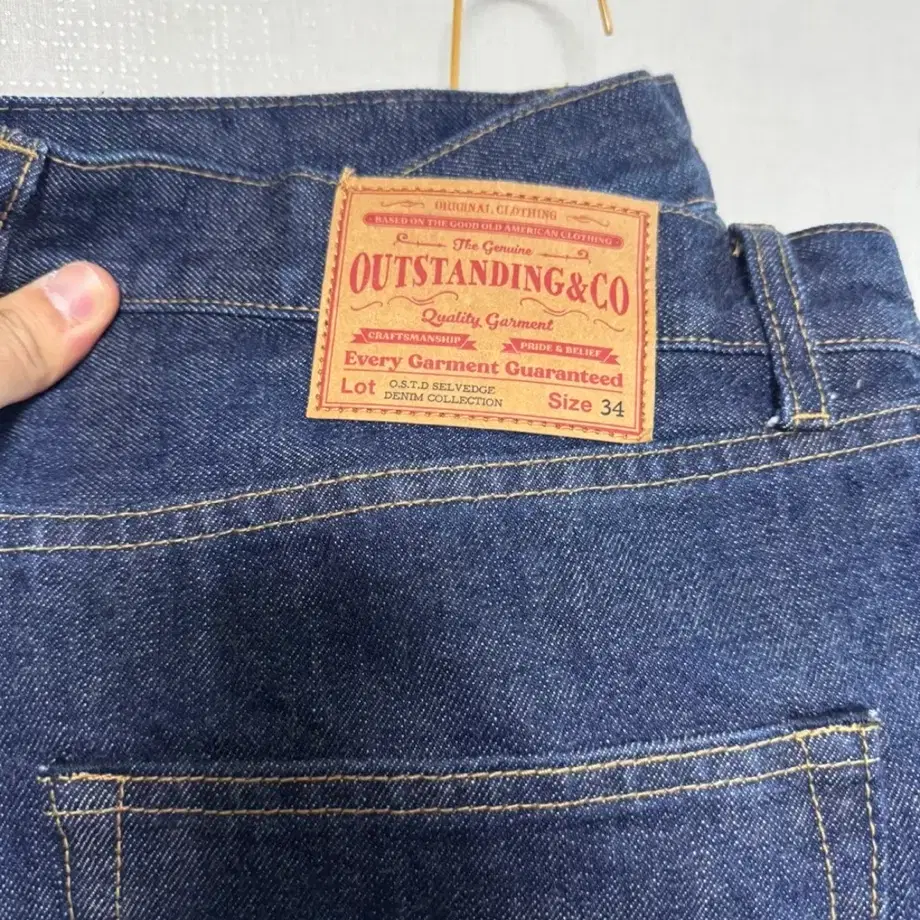 ORIGINAL CLOTHING
· BASED ON THE GOOD OLD AMERICAN CLOTHING ·
The Genuine
OUTSTANDING&CO
Quality Garment
CRAFTSMANSHIP PRIDE & BELIEF
Every Garment Guaranteed
Lot O.S.T.D SELVEDGE
DENIM COLLECTION Size 34